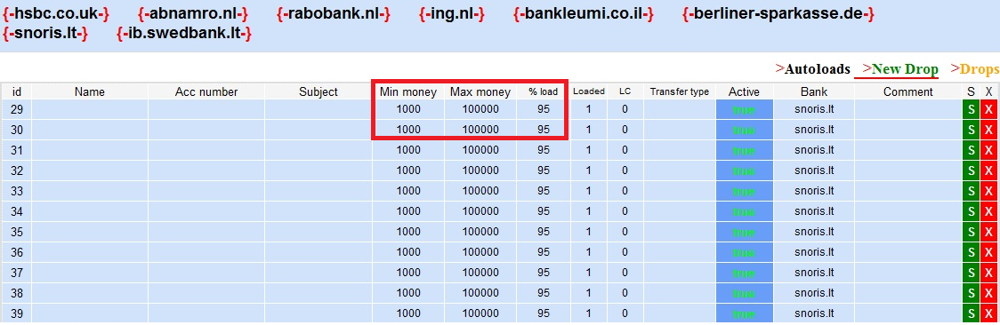 {-hsbc.co.uk-} {-abnamro.nl-} {-rabobank.nl-} {-ing.nl-} {-bankleumi.co.il-} {-berliner-sparkasse.de-}
{-snoris.lt-} {-ib.swedbank.lt-}
>Autoloads >New Drop >Drops
id Name Acc number Subject Min money Max money % load Loaded LC Transfer type Active Bank Comment S X
29 1000 100000 95 1 0 true snoris.lt S X
30 1000 100000 95 1 0 true snoris.lt S X
31 1000 100000 95 1 0 true snoris.lt S X
32 1000 100000 95 1 0 true snoris.lt S X
33 1000 100000 95 1 0 true snoris.lt S X
34 1000 100000 95 1 0 true snoris.lt S X
35 1000 100000 95 1 0 true snoris.lt S X
36 1000 100000 95 1 0 true snoris.lt S X
37 1000 100000 95 1 0 true snoris.lt S X
38 1000 100000 95 1 0 true snoris.lt S X
39 1000 100000 95 1 0 true snoris.lt S X